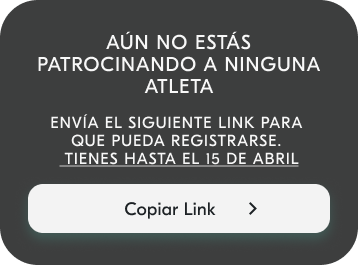 AÚN NO ESTÁS
PATROCINANDO A NINGUNA
ATLETA
ENVÍA EL SIGUIENTE LINK PARA
QUE PUEDA REGISTRARSE.
TIENES HASTA EL 15 DE ABRIL
Copiar Link